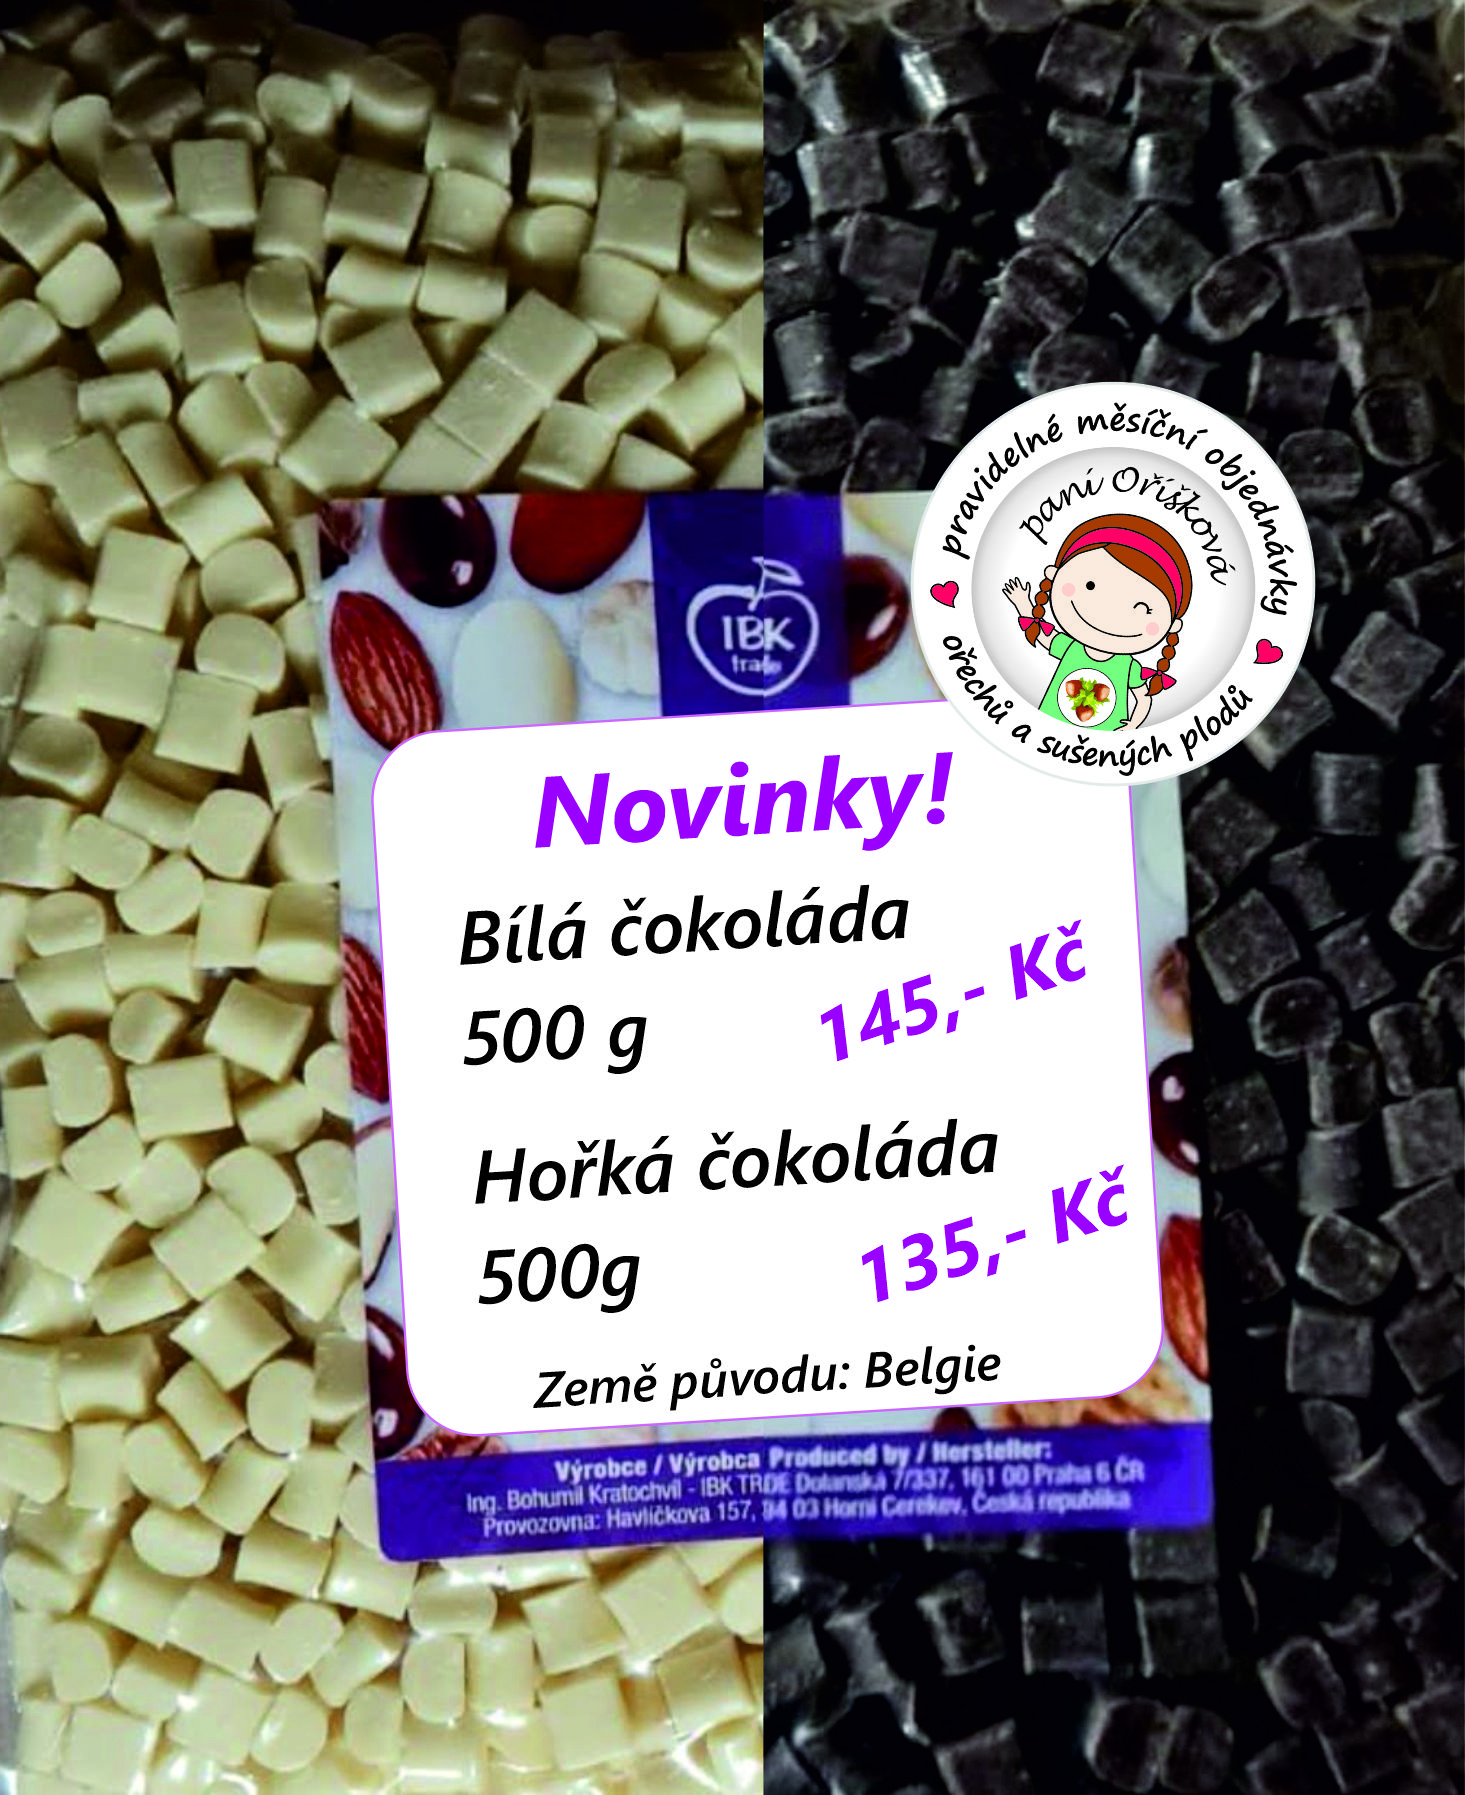 pravidelné měsíční objednávky
paní Oříšková
ořechů a sušených plodů
IBK
trade
Novinky!
Bílá čokoláda
500 g 145,- Kč
Hořká čokoláda
500g 135,- Kč
Země původu: Belgie
Výrobce / Výrobca Produced by / Hersteller:
Ing. Bohumil Kratochvíl - IBK TRDE Dolanská 7/337, 161 00 Praha 6 ČR
Provozovna: Havlíčkova 157, 84 03 Horní Cerekev, Česká republika